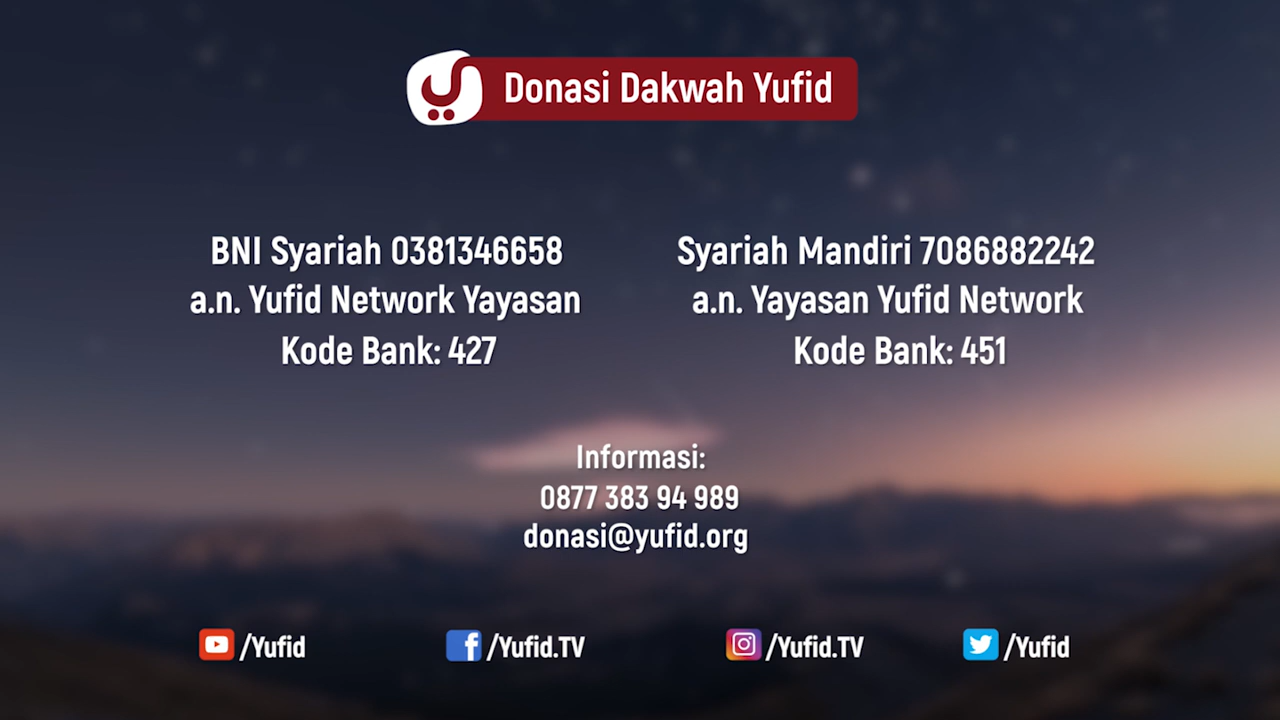 Donasi Dakwah Yufid
BNI Syariah 0381346658
a.n. Yufid Network Yayasan
Kode Bank: 427
Syariah Mandiri 7086882242
a.n. Yayasan Yufid Network
Kode Bank: 451
Informasi:
0877 383 94 989
donasi@yufid.org
/Yufid
/Yufid.TV
/Yufid.TV
/Yufid